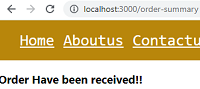 localhost:3000/order-summary
Home Aboutus Contactu
Order Have been received!!